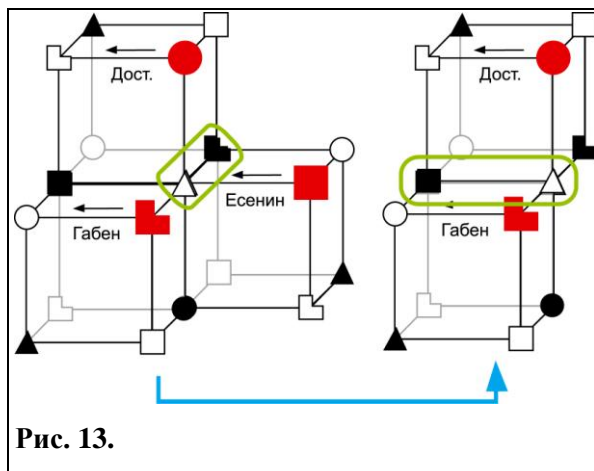 Дост.
Дост.
Есенин
Габен
Габен
Рис. 13.